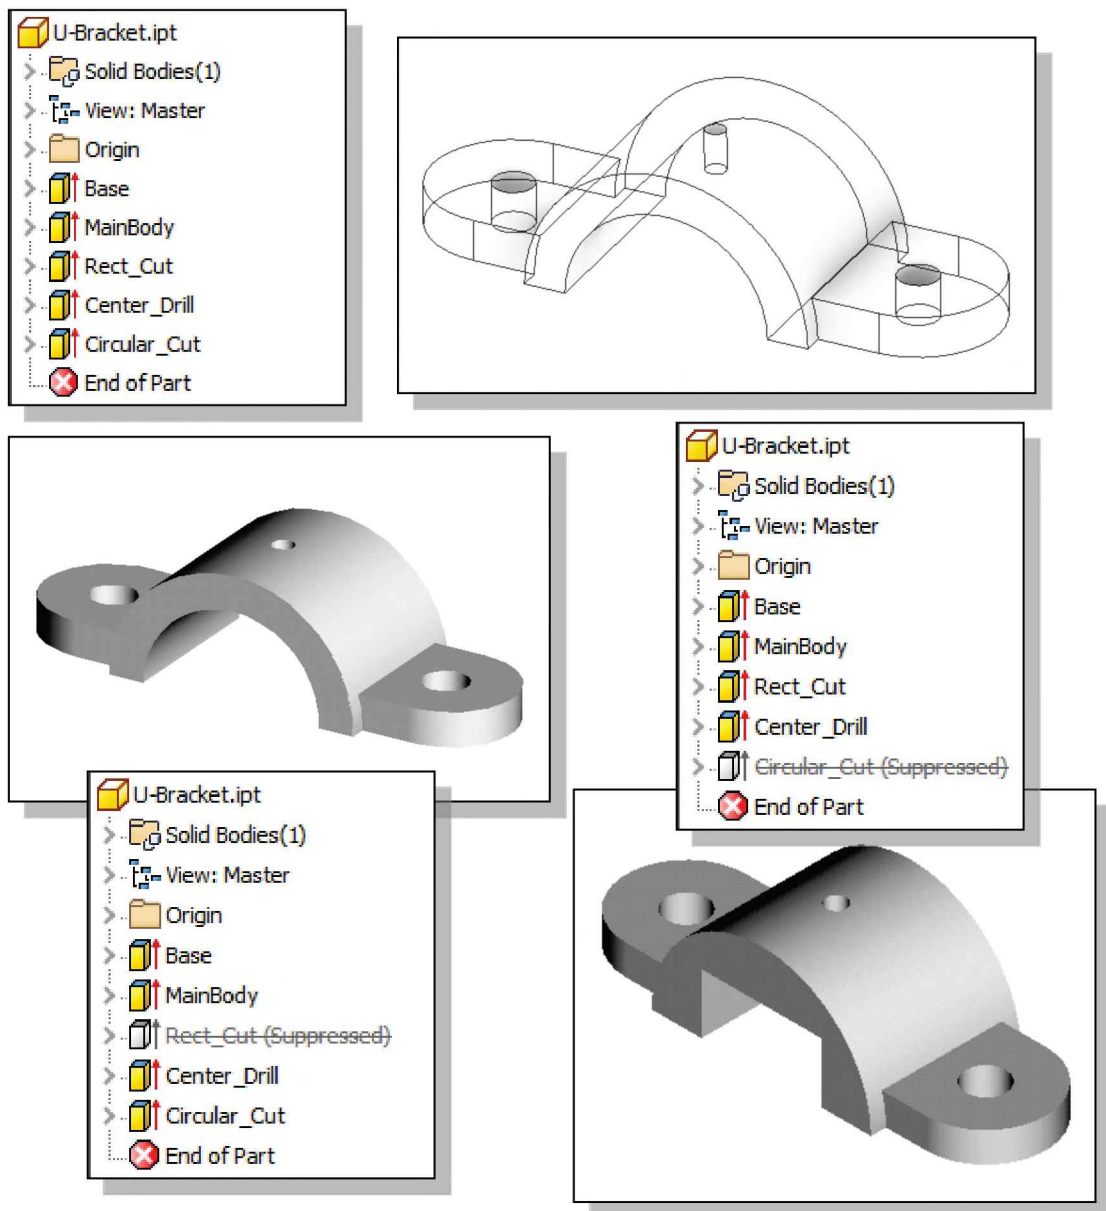 U-Bracket.ipt
Solid Bodies(1)
View: Master
Origin
Base
MainBody
Rect_Cut
Center_Drill
Circular_Cut
End of Part
U-Bracket.ipt
Solid Bodies(1)
View: Master
Origin
Base
MainBody
Rect_Cut
Center_Drill
Circular_Cut (Suppressed)
End of Part
U-Bracket.ipt
Solid Bodies(1)
View: Master
Origin
Base
MainBody
Rect_Cut (Suppressed)
Center_Drill
Circular_Cut
End of Part